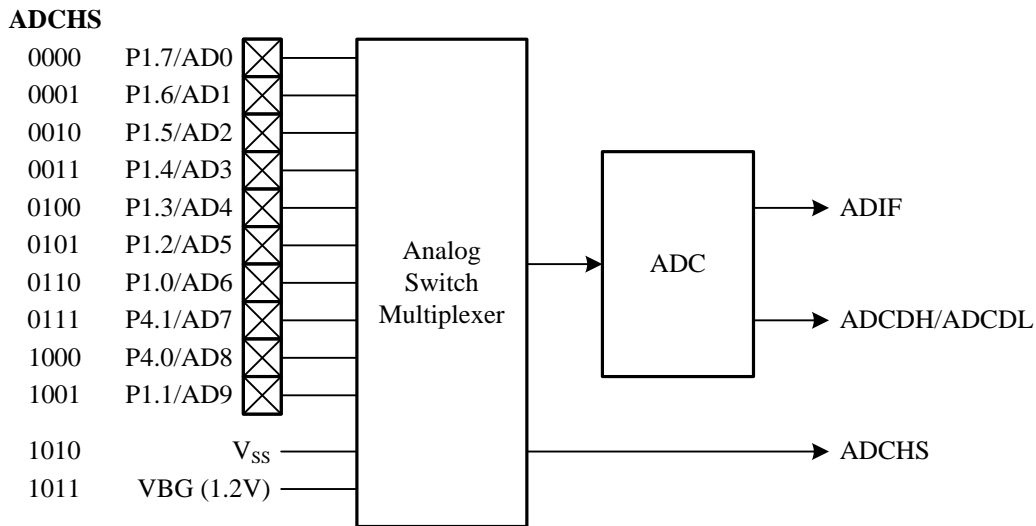 ADCHS
0000 P1.7/AD0
0001 P1.6/AD1
0010 P1.5/AD2
0011 P1.4/AD3
0100 P1.3/AD4
0101 P1.2/AD5
0110 P1.0/AD6
0111 P4.1/AD7
1000 P4.0/AD8
1001 P1.1/AD9
1010 VSS
1011 VBG (1.2V)
Analog
Switch
Multiplexer
ADC
ADIF
ADCDH/ADCDL
ADCHS